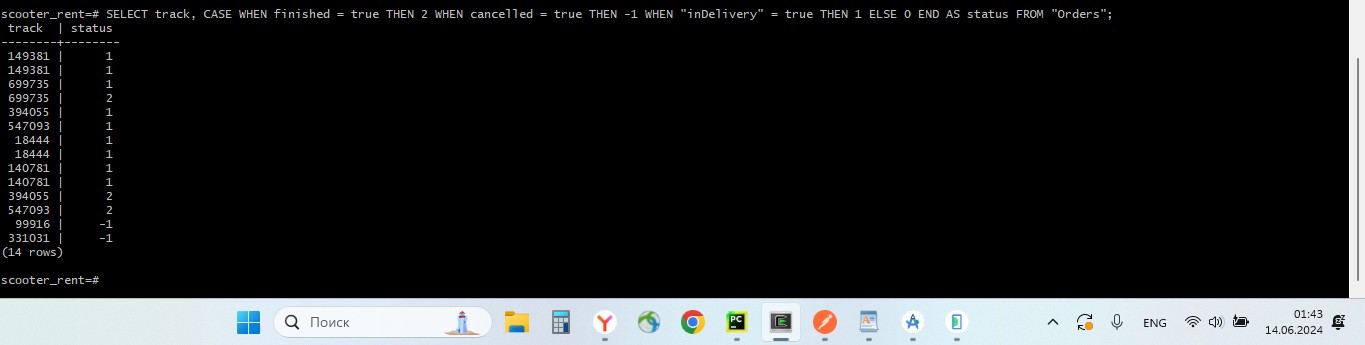 scooter_rent=# SELECT track, CASE WHEN finished = true THEN 2 WHEN cancelled = true THEN -1 WHEN "inDelivery" = true THEN 1 ELSE 0 END AS status FROM "Orders";
track | status
--------+--------
149381 | 1
149381 | 1
699735 | 1
699735 | 2
394055 | 1
547093 | 1
18444 | 1
18444 | 1
140781 | 1
140781 | 1
394055 | 2
547093 | 2
99916 | -1
331031 | -1
(14 rows)
scooter_rent=#
Поиск
PC
ENG
01:43
14.06.2024